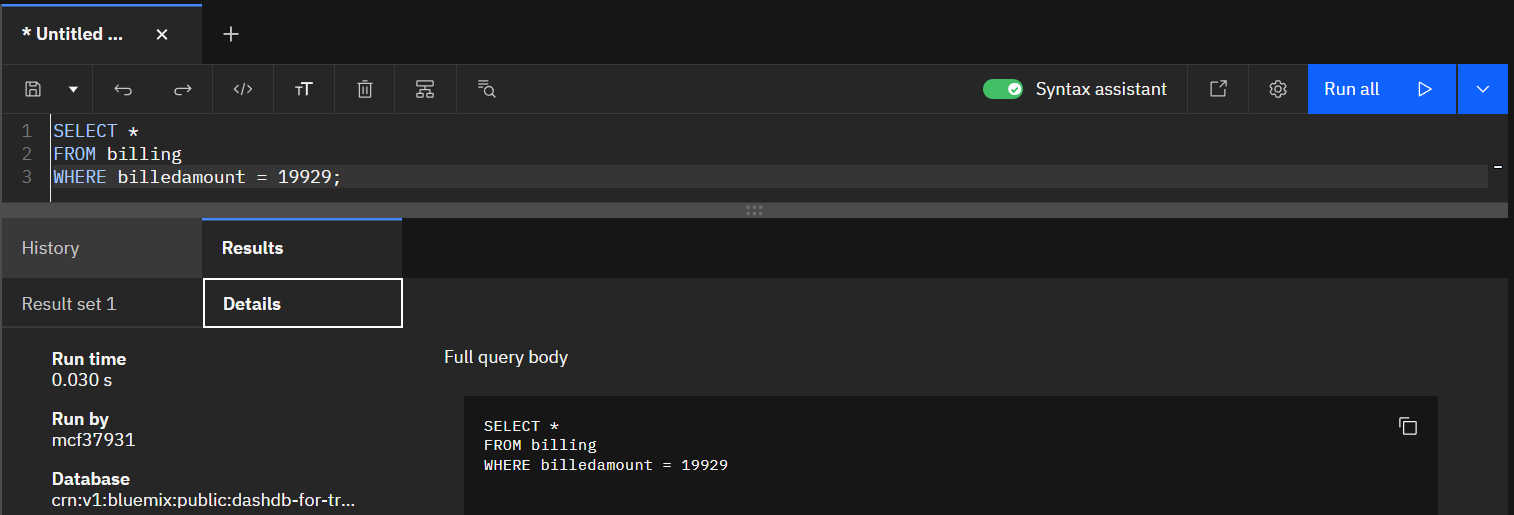 * Untitled ...
Syntax assistant
Run all
1 SELECT *
2 FROM billing
3 WHERE billedamount = 19929;
History
Results
Result set 1
Details
Run time
0.030 s
Run by
mcf37931
Database
crn:v1:bluemix:public:dashdb-for-tr...
Full query body
SELECT *
FROM billing
WHERE billedamount = 19929